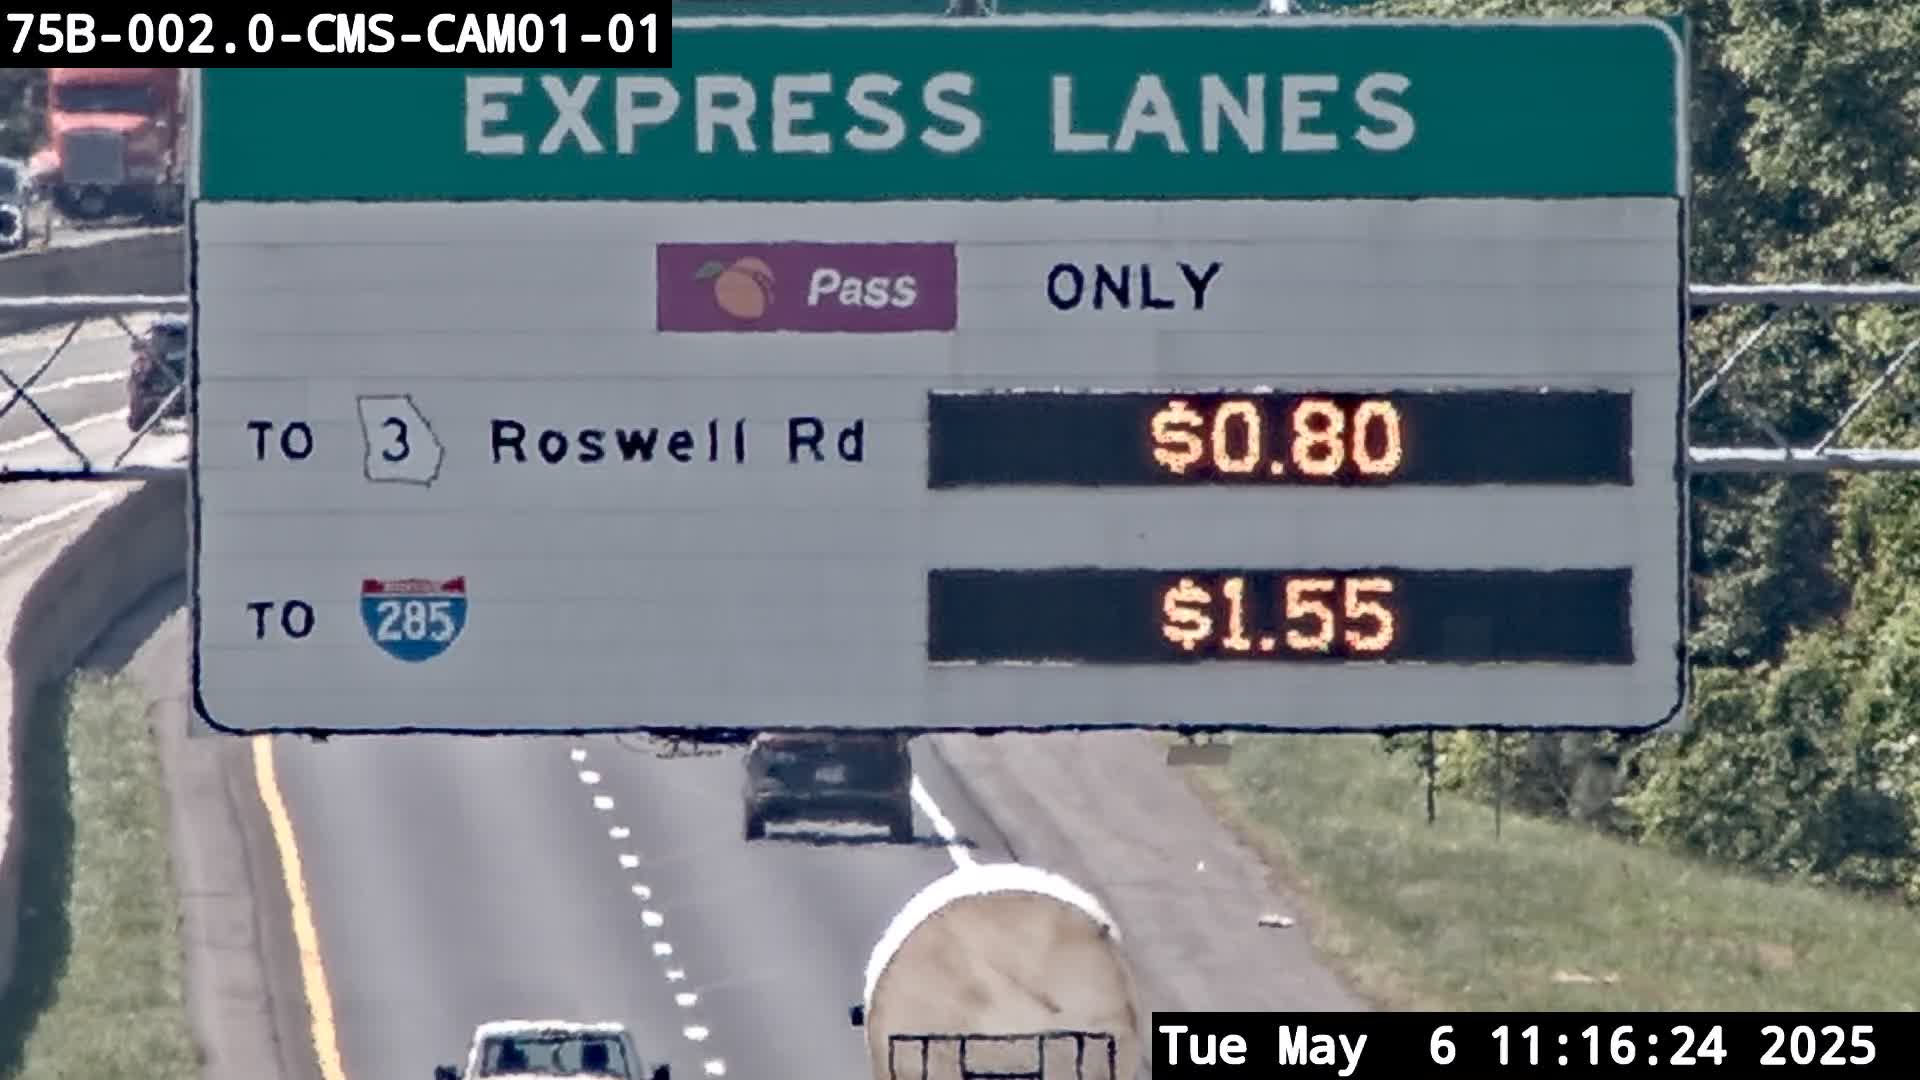 75B-002.0-CMS-CAM01-01
EXPRESS LANES
Pass ONLY
TO 3 Roswell Rd $0.80
TO 285 $1.55
Tue May 6 11:16:24 2025